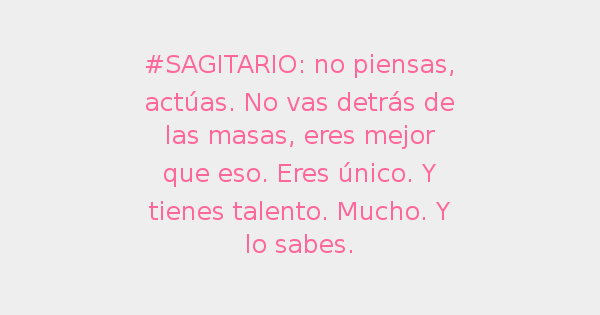 #SAGITARIO: no piensas,
actúas. No vas detrás de
las masas, eres mejor
que eso. Eres único. Y
tienes talento. Mucho. Y
lo sabes.